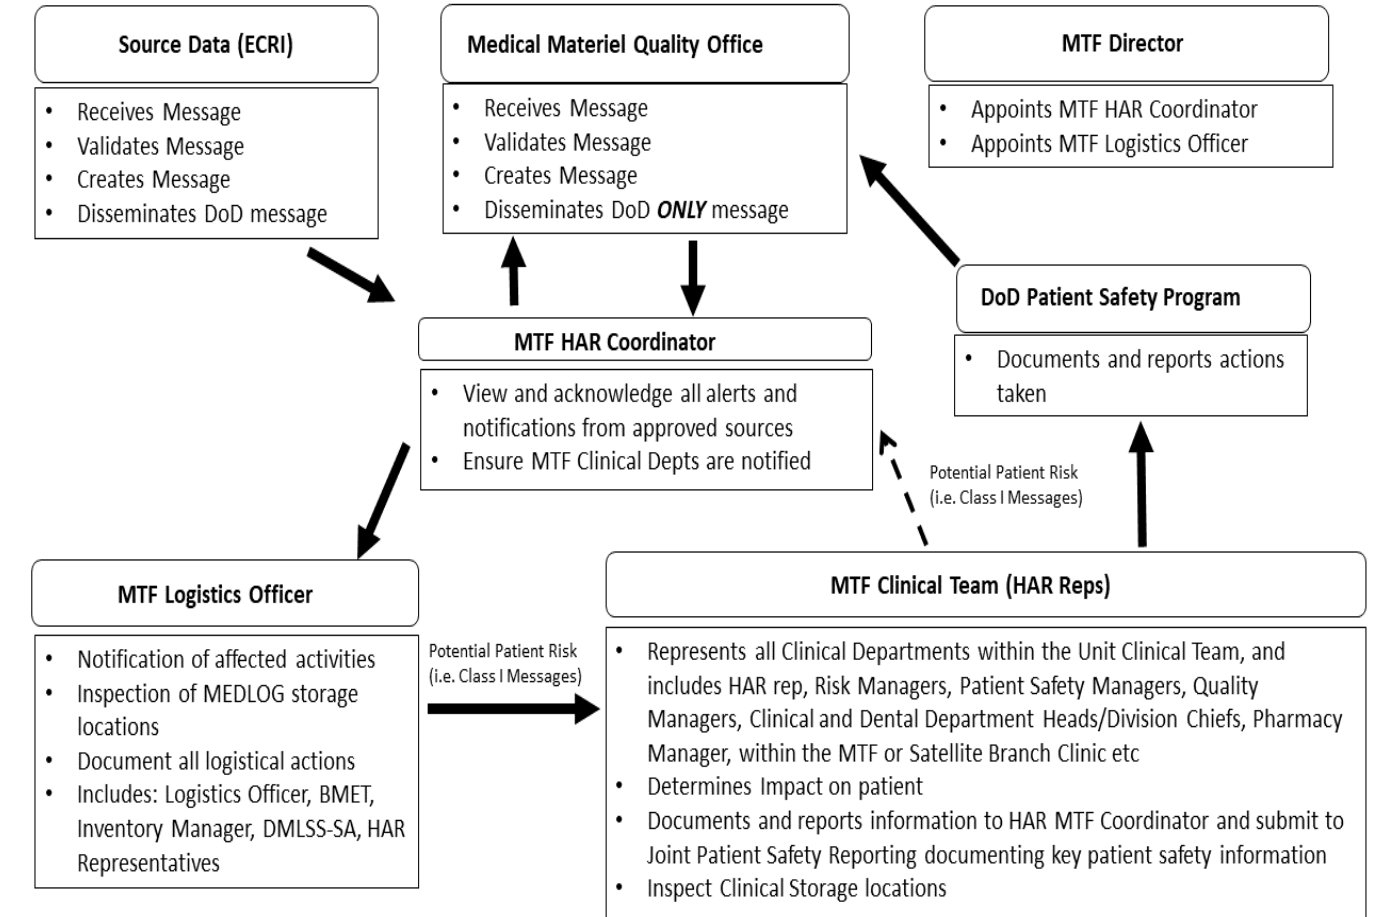 Source Data (ECRI)
• Receives Message
• Validates Message
• Creates Message
• Disseminates DoD message
Medical Materiel Quality Office
• Receives Message
• Validates Message
• Creates Message
• Disseminates DoD ONLY message
MTF Director
• Appoints MTF HAR Coordinator
• Appoints MTF Logistics Officer
DoD Patient Safety Program
• Documents and reports actions
taken
MTF HAR Coordinator
• View and acknowledge all alerts and
notifications from approved sources
• Ensure MTF Clinical Depts are notified
Potential Patient Risk
(i.e. Class I Messages)
MTF Logistics Officer
• Notification of affected activities
• Inspection of MEDLOG storage
locations
• Document all logistical actions
• Includes: Logistics Officer, BMET,
Inventory Manager, DMLSS-SA, HAR
Representatives
Potential Patient Risk
(i.e. Class I Messages)
MTF Clinical Team (HAR Reps)
• Represents all Clinical Departments within the Unit Clinical Team, and
includes HAR rep, Risk Managers, Patient Safety Managers, Quality
Managers, Clinical and Dental Department Heads/Division Chiefs, Pharmacy
Manager, within the MTF or Satellite Branch Clinic etc
• Determines Impact on patient
• Documents and reports information to HAR MTF Coordinator and submit to
Joint Patient Safety Reporting documenting key patient safety information
• Inspect Clinical Storage locations